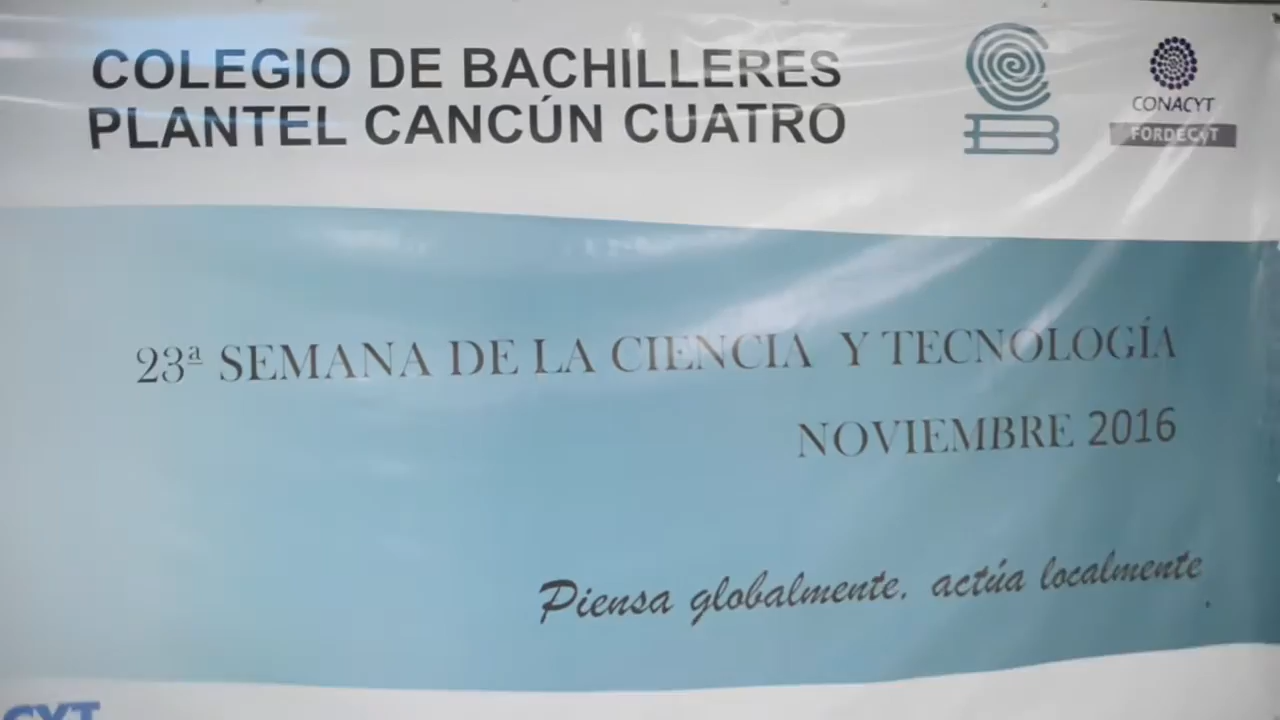 COLEGIO DE BACHILLERES
PLANTEL CANCÚN CUATRO
CB
CONACYT
FORDECyT
23ª SEMANA DE LA CIENCIA Y TECNOLOGÍA
NOVIEMBRE 2016
Piensa globalmente, actúa localmente